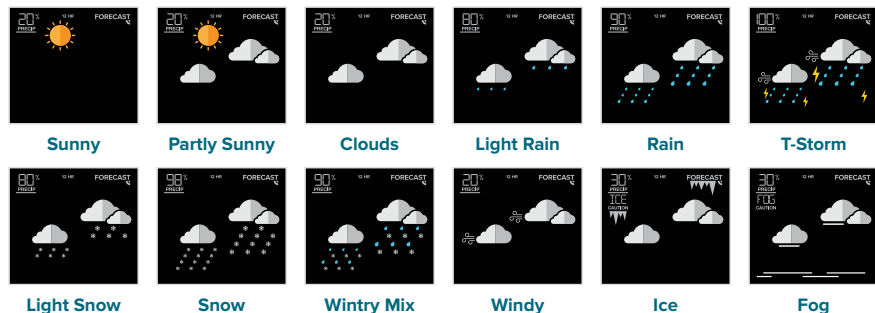 20% 12 HR FORECAST
PRECIP
Sunny
20% 12 HR FORECAST
PRECIP
Partly Sunny
20% 12 HR FORECAST
PRECIP
Clouds
80% 12 HR FORECAST
PRECIP
Light Rain
90% 12 HR FORECAST
PRECIP
Rain
100% 12 HR FORECAST
PRECIP
T-Storm
80% 12 HR FORECAST
PRECIP
Light Snow
98% 12 HR FORECAST
PRECIP
Snow
90% 12 HR FORECAST
PRECIP
Wintry Mix
20% 12 HR FORECAST
PRECIP
Windy
30% 12 HR FORECAST
PRECIP
ICE
CAUTION
Ice
30% 12 HR FORECAST
PRECIP
FOG
CAUTION
Fog